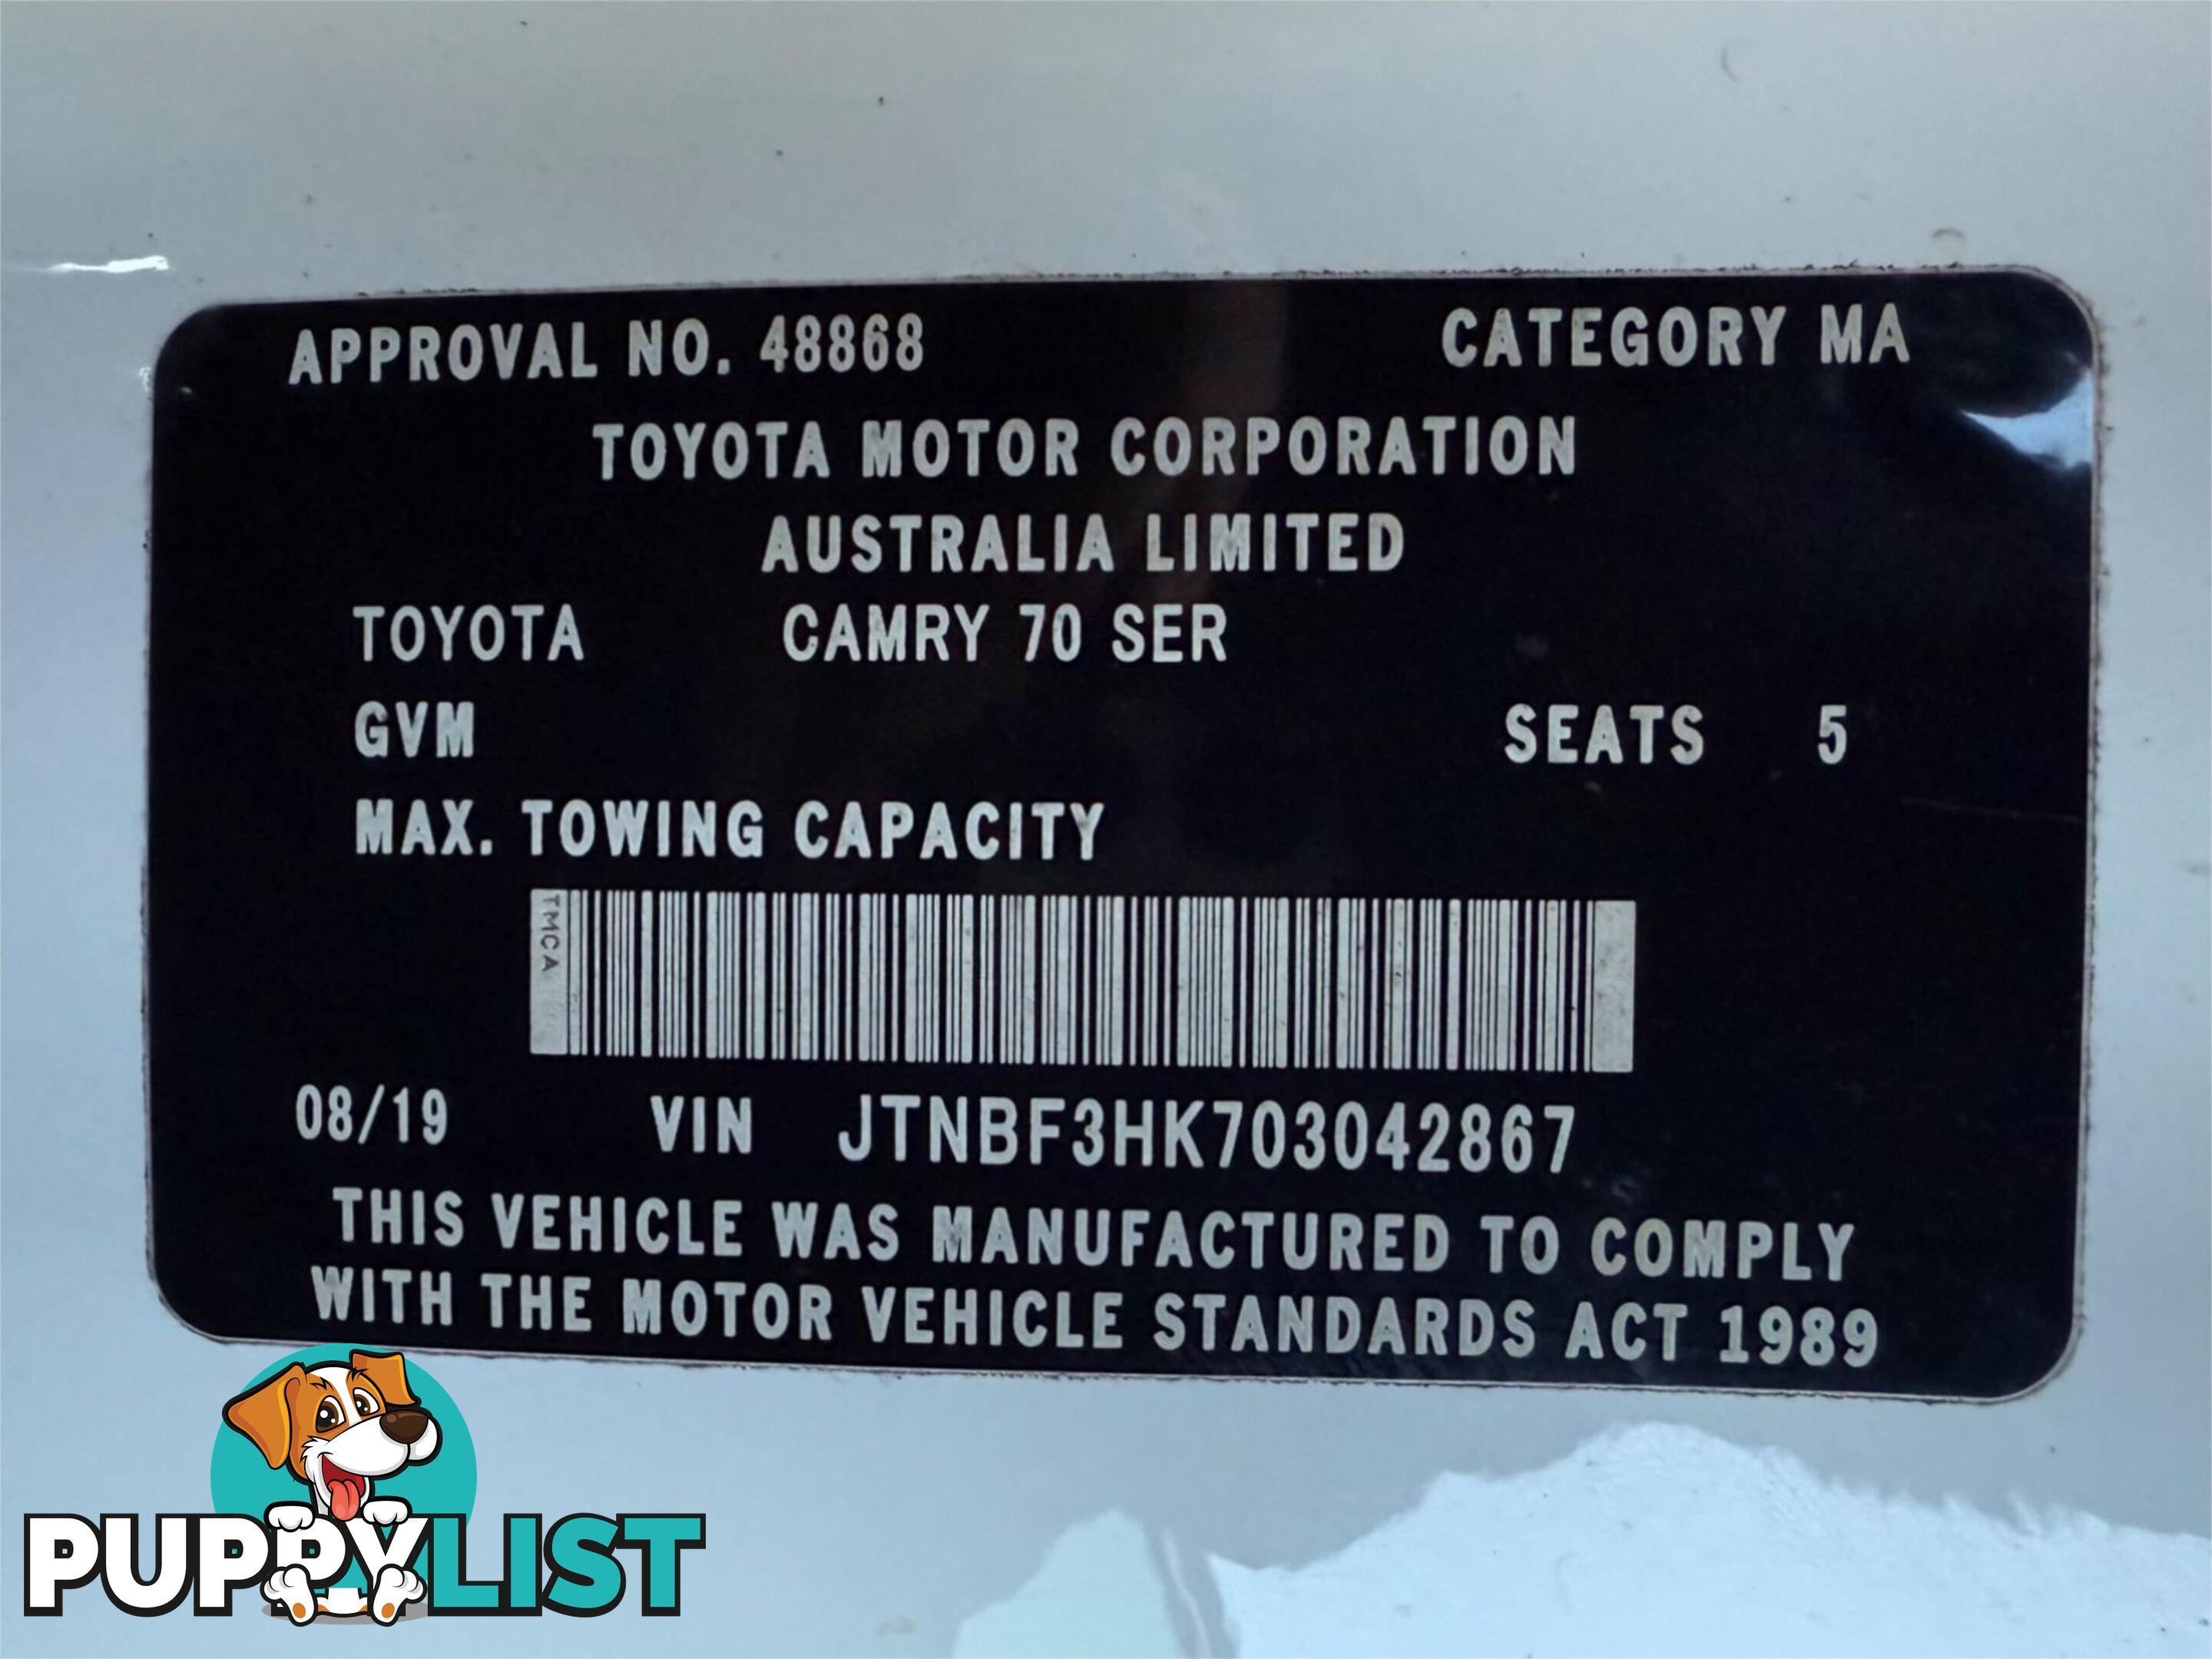 APPROVAL NO. 48868 CATEGORY MA
TOYOTA MOTOR CORPORATION
AUSTRALIA LIMITED
TOYOTA CAMRY 70 SER
GVM SEATS 5
MAX. TOWING CAPACITY
TMCA
08/19 VIN JTNBF3HK703042867
THIS VEHICLE WAS MANUFACTURED TO COMPLY
WITH THE MOTOR VEHICLE STANDARDS ACT 1989
PUPPYLIST